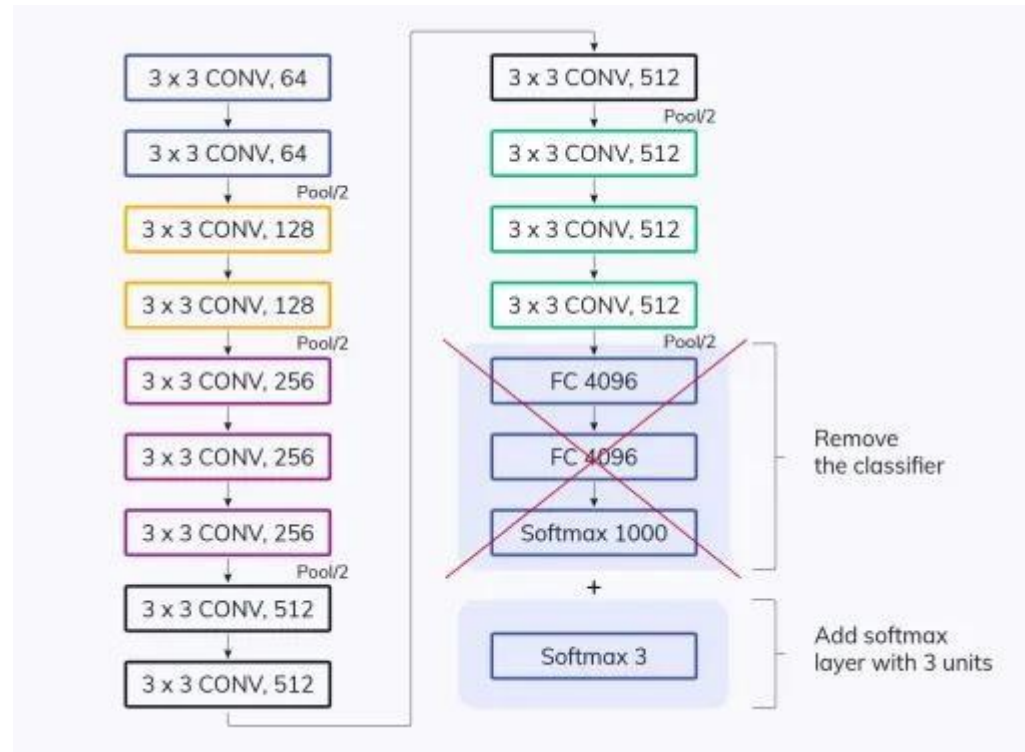 3 x 3 CONV, 64
3 x 3 CONV, 64
Pool/2
3 x 3 CONV, 128
3 x 3 CONV, 128
Pool/2
3 x 3 CONV, 256
3 x 3 CONV, 256
3 x 3 CONV, 256
Pool/2
3 x 3 CONV, 512
3 x 3 CONV, 512
3 x 3 CONV, 512
Pool/2
3 x 3 CONV, 512
3 x 3 CONV, 512
3 x 3 CONV, 512
Pool/2
FC 4096
FC 4096
Softmax 1000
Remove
the classifier
+
Softmax 3
Add softmax
layer with 3 units